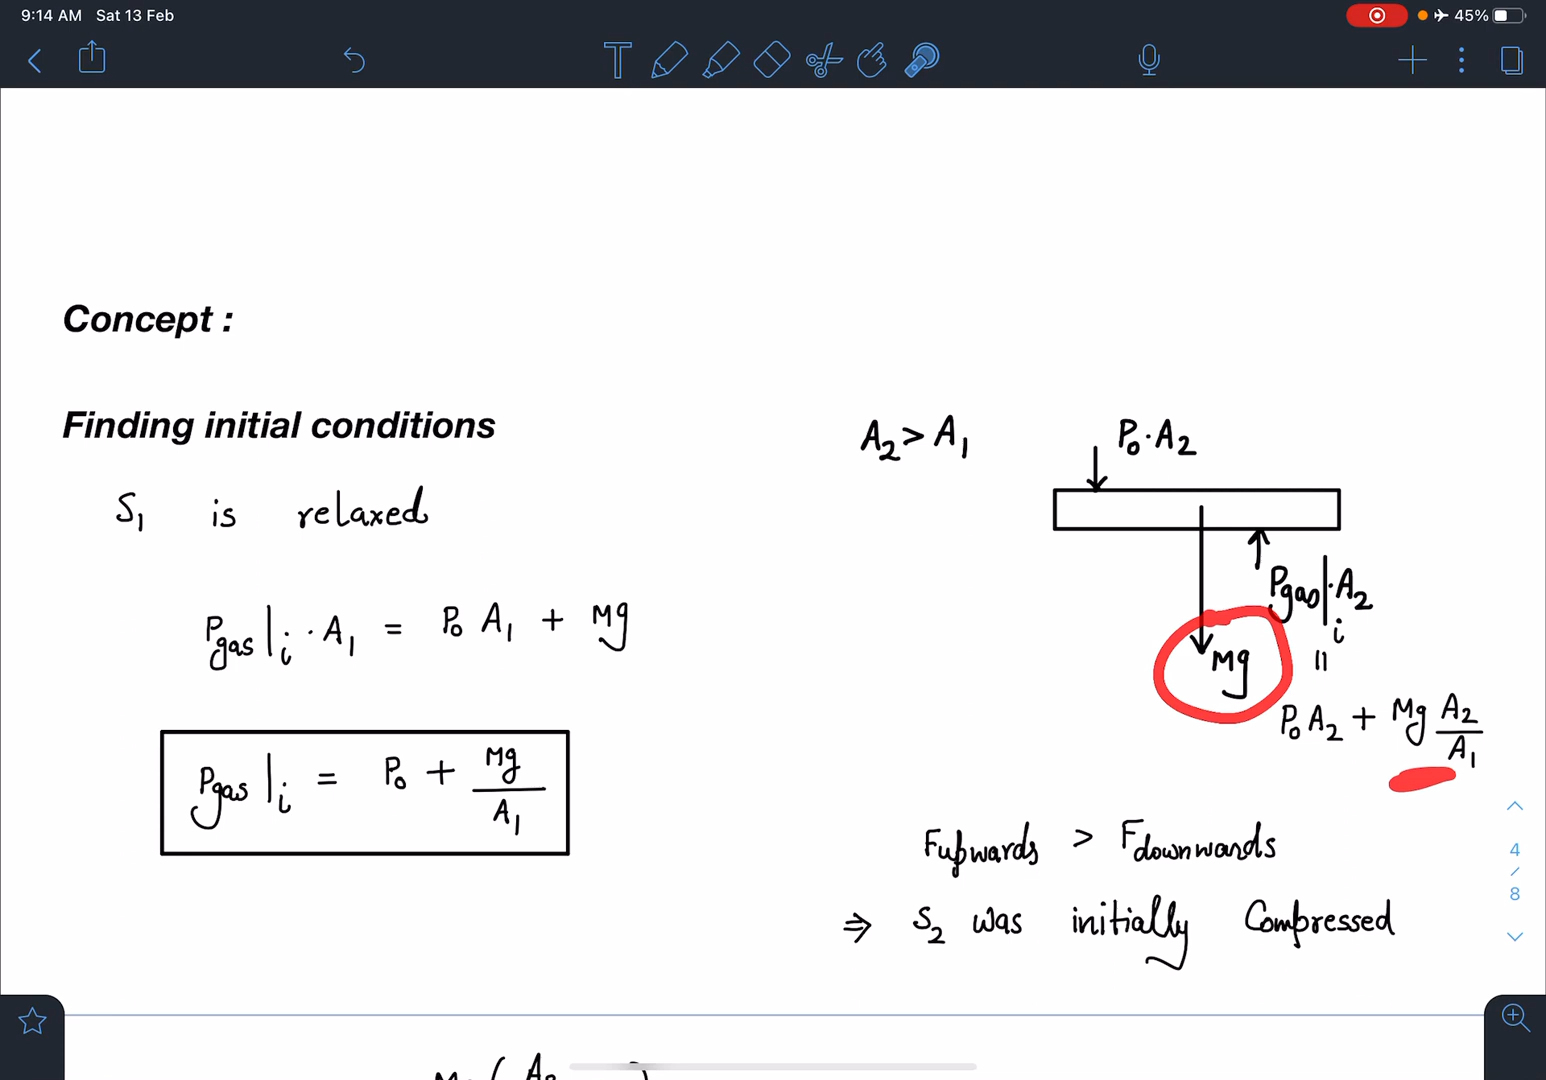 9:14 AM Sat 13 Feb
45%
T
Concept :
Finding initial conditions
S₁ is relaxed
Pgas|i · A₁ = P₀ A₁ + Mg
Pgas|i = P₀ + Mg/A₁
A₂ > A₁
P₀ · A₂
Pgas|i · A₂
Mg
=
P₀A₂ + Mg A₂/A₁
Fupwards > Fdownwards
⇒ S₂ was initially Compressed
4
/
8